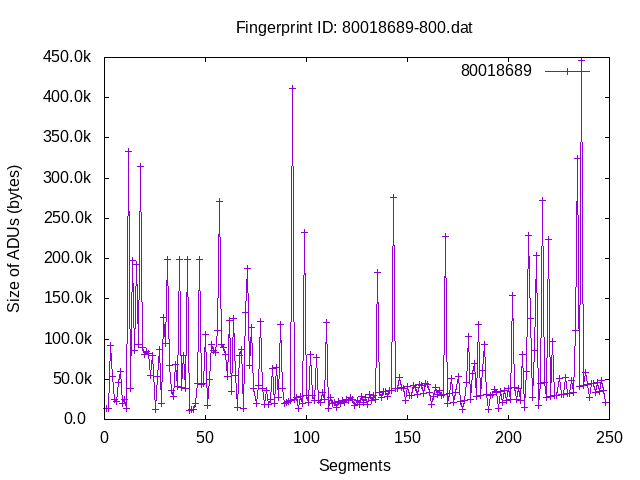 Fingerprint ID: 80018689-800.dat
450.0k
80018689
400.0k
350.0k
300.0k
250.0k
200.0k
150.0k
100.0k
50.0k
0.0
Size of ADUs (bytes)
0 50 100 150 200 250
Segments